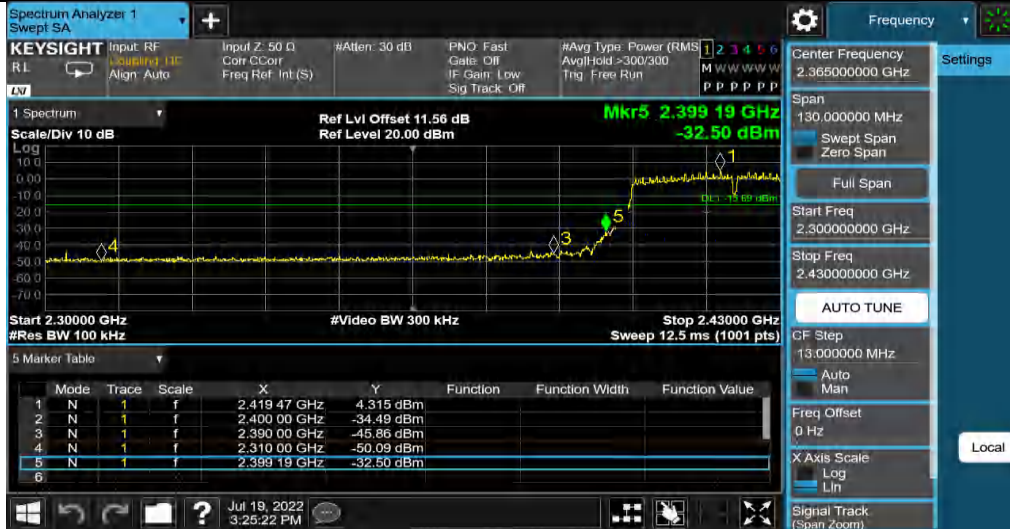 Spectrum Analyzer 1
Swept SA
+
Frequency
KEYSIGHT
RL
LXI
Input: RF
Coupling: DC
Align: Auto
Input Z: 50 Ω
Corr CCorr
Freq Ref: Int (S)
#Atten: 30 dB
PNO: Fast
Gate: Off
IF Gain: Low
Sig Track: Off
#Avg Type: Power (RMS
Avg|Hold >300/300
Trig: Free Run
1 2 3 4 5 6
M W W W W W
P P P P P P
1 Spectrum
Scale/Div 10 dB
Ref Lvl Offset 11.56 dB
Ref Level 20.00 dBm
Mkr5 2.399 19 GHz
-32.50 dBm
Log
10.0
0.00
-10.0
-20.0
-30.0
-40.0
-50.0
-60.0
-70.0
DL1 -15.69 dBm
1
5
3
4
Start 2.30000 GHz
#Res BW 100 kHz
#Video BW 300 kHz
Stop 2.43000 GHz
Sweep 12.5 ms (1001 pts)
5 Marker Table
Mode Trace Scale X Y Function Function Width Function Value
1 N 1 f 2.419 47 GHz 4.315 dBm
2 N 1 f 2.400 00 GHz -34.49 dBm
3 N 1 f 2.390 00 GHz -45.86 dBm
4 N 1 f 2.310 00 GHz -50.09 dBm
5 N 1 f 2.399 19 GHz -32.50 dBm
6
Jul 19, 2022
3:25:22 PM
?
Center Frequency
2.365000000 GHz
Settings
Span
130.000000 MHz
Swept Span
Zero Span
Full Span
Start Freq
2.300000000 GHz
Stop Freq
2.430000000 GHz
AUTO TUNE
CF Step
13.000000 MHz
Auto
Man
Freq Offset
0 Hz
Local
X Axis Scale
Log
Lin
Signal Track
(Span Zoom)